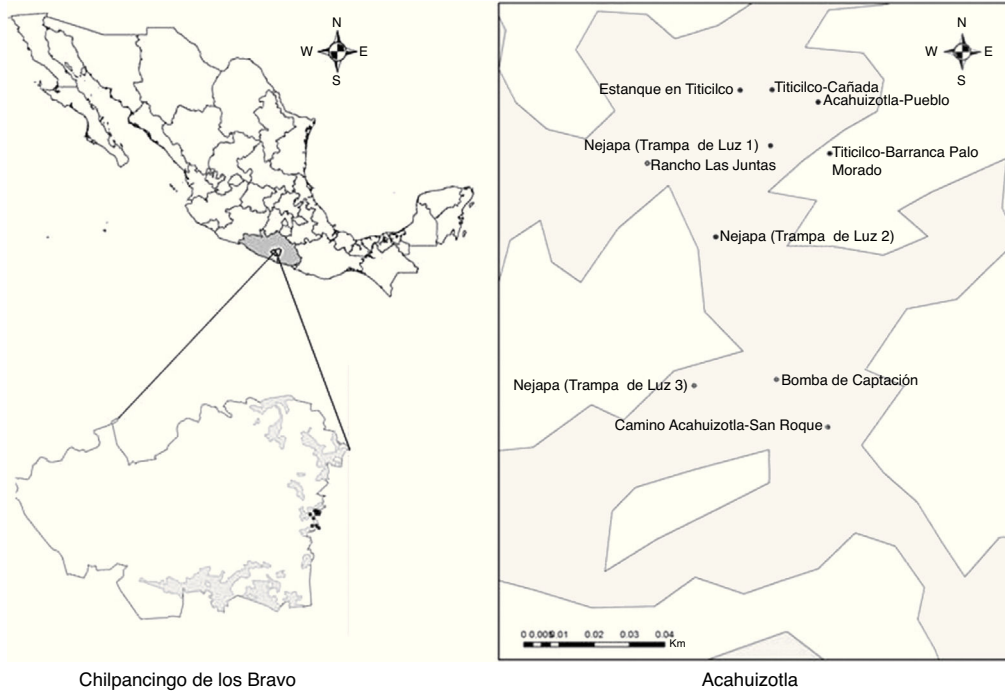 N
W E
S
N
W E
S
Estanque en Titicilco
Titicilco-Cañada
Acahuizotla-Pueblo
Nejapa (Trampa de Luz 1)
Rancho Las Juntas
Titicilco-Barranca Palo
Morado
Nejapa (Trampa de Luz 2)
Nejapa (Trampa de Luz 3)
Bomba de Captación
Camino Acahuizotla-San Roque
0 0.005 0.01 0.02 0.03 0.04
Km
Chilpancingo de los Bravo
Acahuizotla